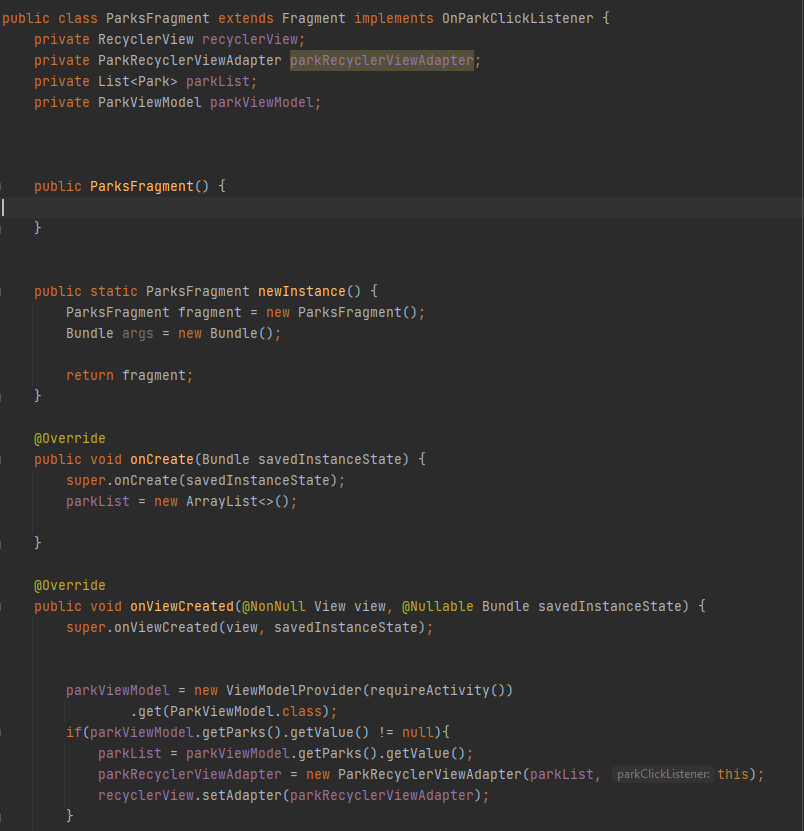 public class ParksFragment extends Fragment implements OnParkClickListener {
    private RecyclerView recyclerView;
    private ParkRecyclerViewAdapter parkRecyclerViewAdapter;
    private List<Park> parkList;
    private ParkViewModel parkViewModel;
    public ParksFragment() {
    }
    public static ParksFragment newInstance() {
        ParksFragment fragment = new ParksFragment();
        Bundle args = new Bundle();
        return fragment;
    }
    @Override
    public void onCreate(Bundle savedInstanceState) {
        super.onCreate(savedInstanceState);
        parkList = new ArrayList<>();
    }
    @Override
    public void onViewCreated(@NonNull View view, @Nullable Bundle savedInstanceState) {
        super.onViewCreated(view, savedInstanceState);
        parkViewModel = new ViewModelProvider(requireActivity())
                .get(ParkViewModel.class);
        if(parkViewModel.getParks().getValue() != null){
            parkList = parkViewModel.getParks().getValue();
            parkRecyclerViewAdapter = new ParkRecyclerViewAdapter(parkList, parkClickListener: this);
            recyclerView.setAdapter(parkRecyclerViewAdapter);
        }